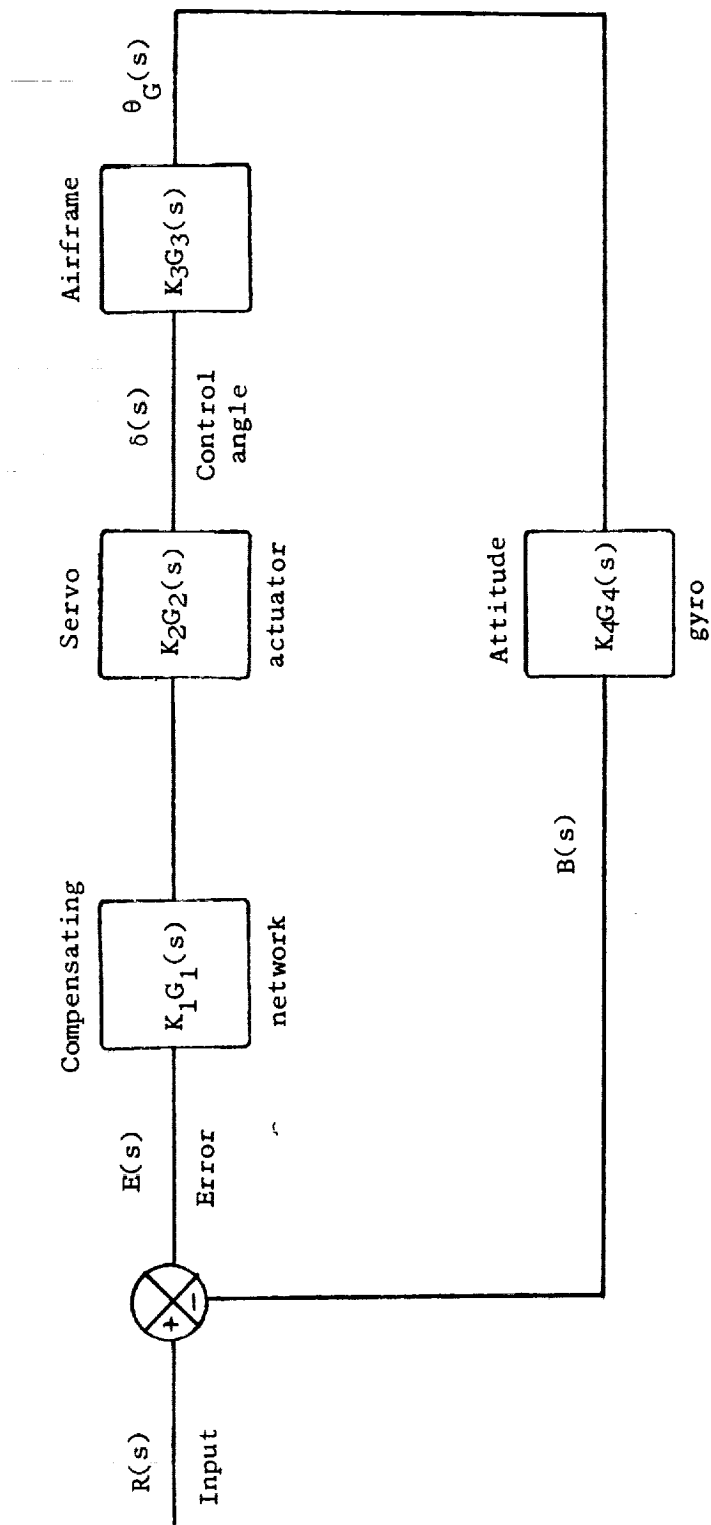 Compensating
Servo
Airframe
R(s)
E(s)
δ(s)
θG(s)
+
−
K1G1(s)
K2G2(s)
K3G3(s)
Input
Error
network
actuator
Control
angle
Attitude
B(s)
K4G4(s)
gyro